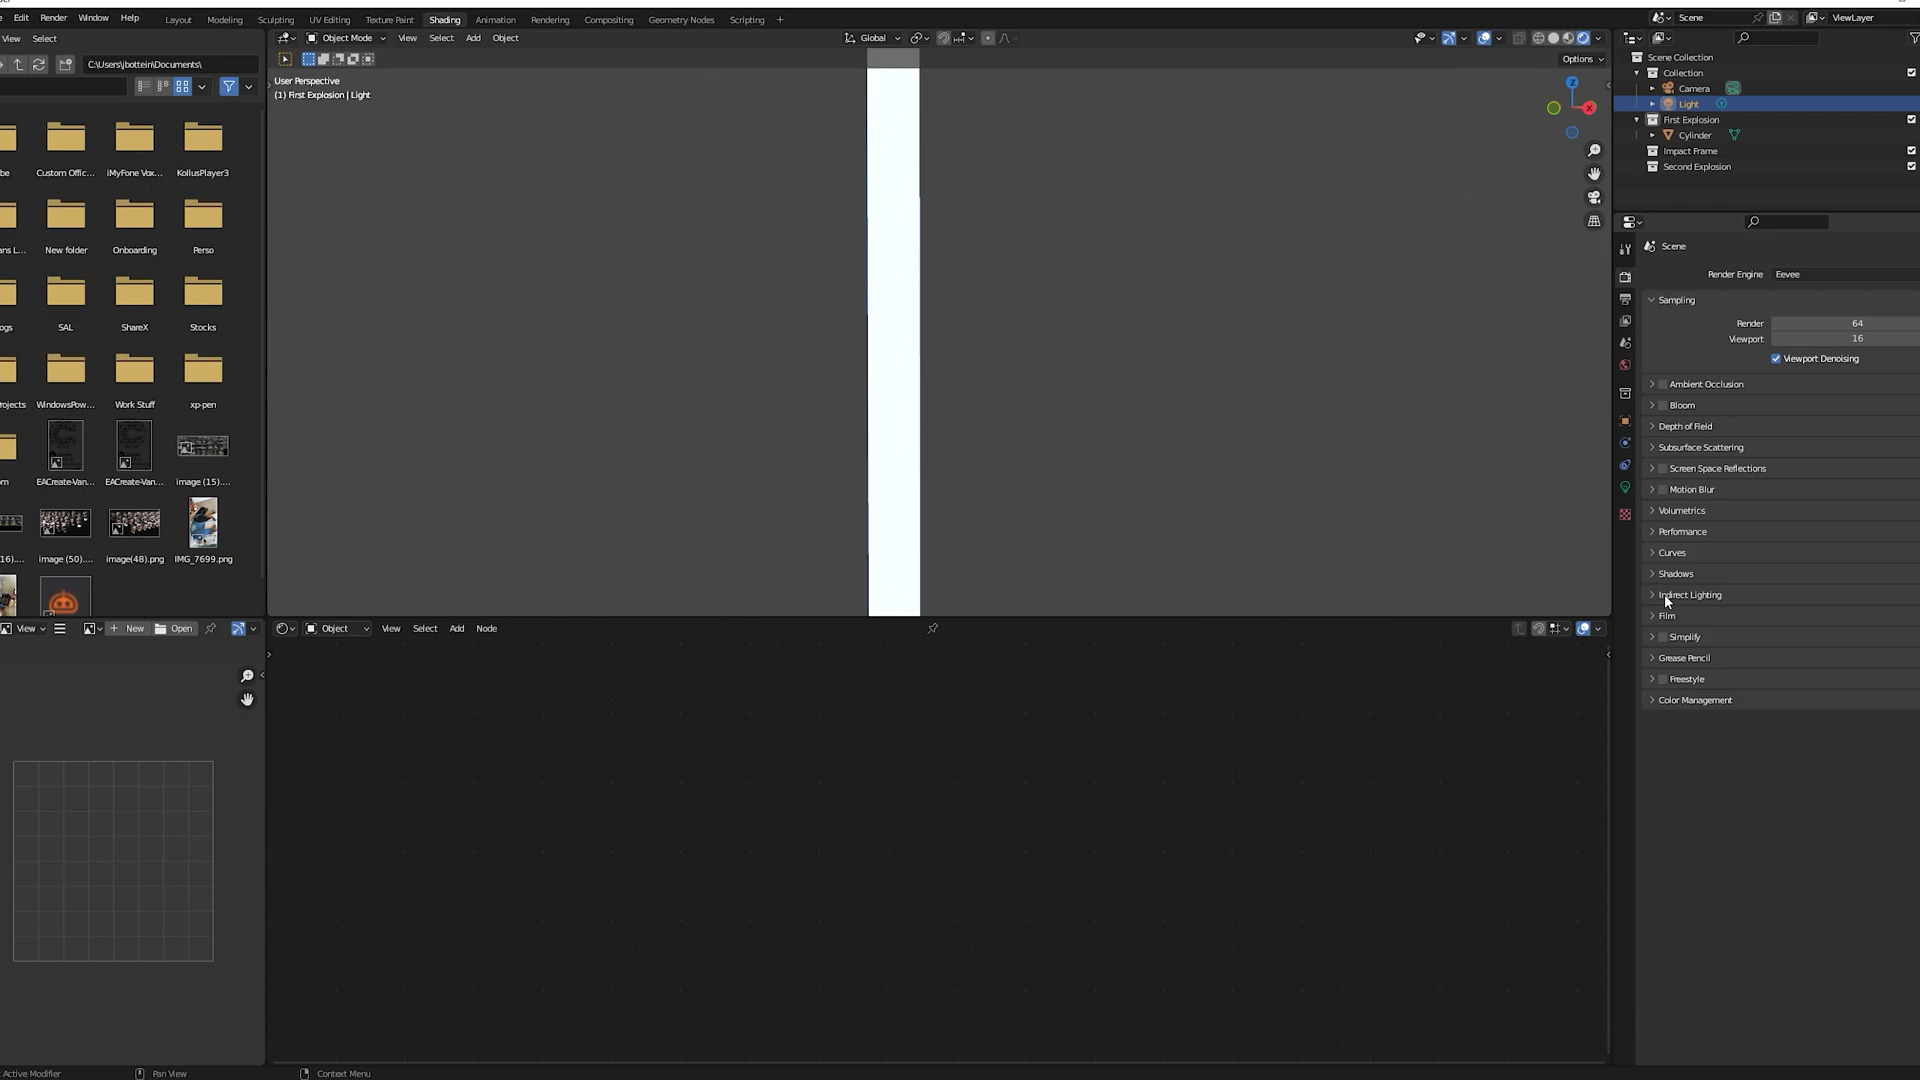 Edit Render Window Help
Layout Modeling Sculpting UV Editing Texture Paint Shading Animation Rendering Compositing Geometry Nodes Scripting +
Scene ViewLayer
View Select
Object Mode View Select Add Object
Global
C:\Users\jbottein\Documents\
Options
User Perspective
(1) First Explosion | Light
Z
X
be Custom Offic... iMyFone Vox... KollusPlayer3
ans L... New folder Onboarding Perso
ogs SAL ShareX Stocks
rojects WindowsPow... Work Stuff xp-pen
om EACreate-Van... EACreate-Van... image (15)....
16).... image (50).... image(48).png IMG_7699.png
Scene Collection
Collection
Camera
Light
First Explosion
Cylinder
Impact Frame
Second Explosion
Scene
Render Engine Eevee
Sampling
Render 64
Viewport 16
Viewport Denoising
Ambient Occlusion
Bloom
Depth of Field
Subsurface Scattering
Screen Space Reflections
Motion Blur
Volumetrics
Performance
Curves
Shadows
Indirect Lighting
Film
Simplify
Grease Pencil
Freestyle
Color Management
View New Open
Object View Select Add Node
Active Modifier Pan View Context Menu